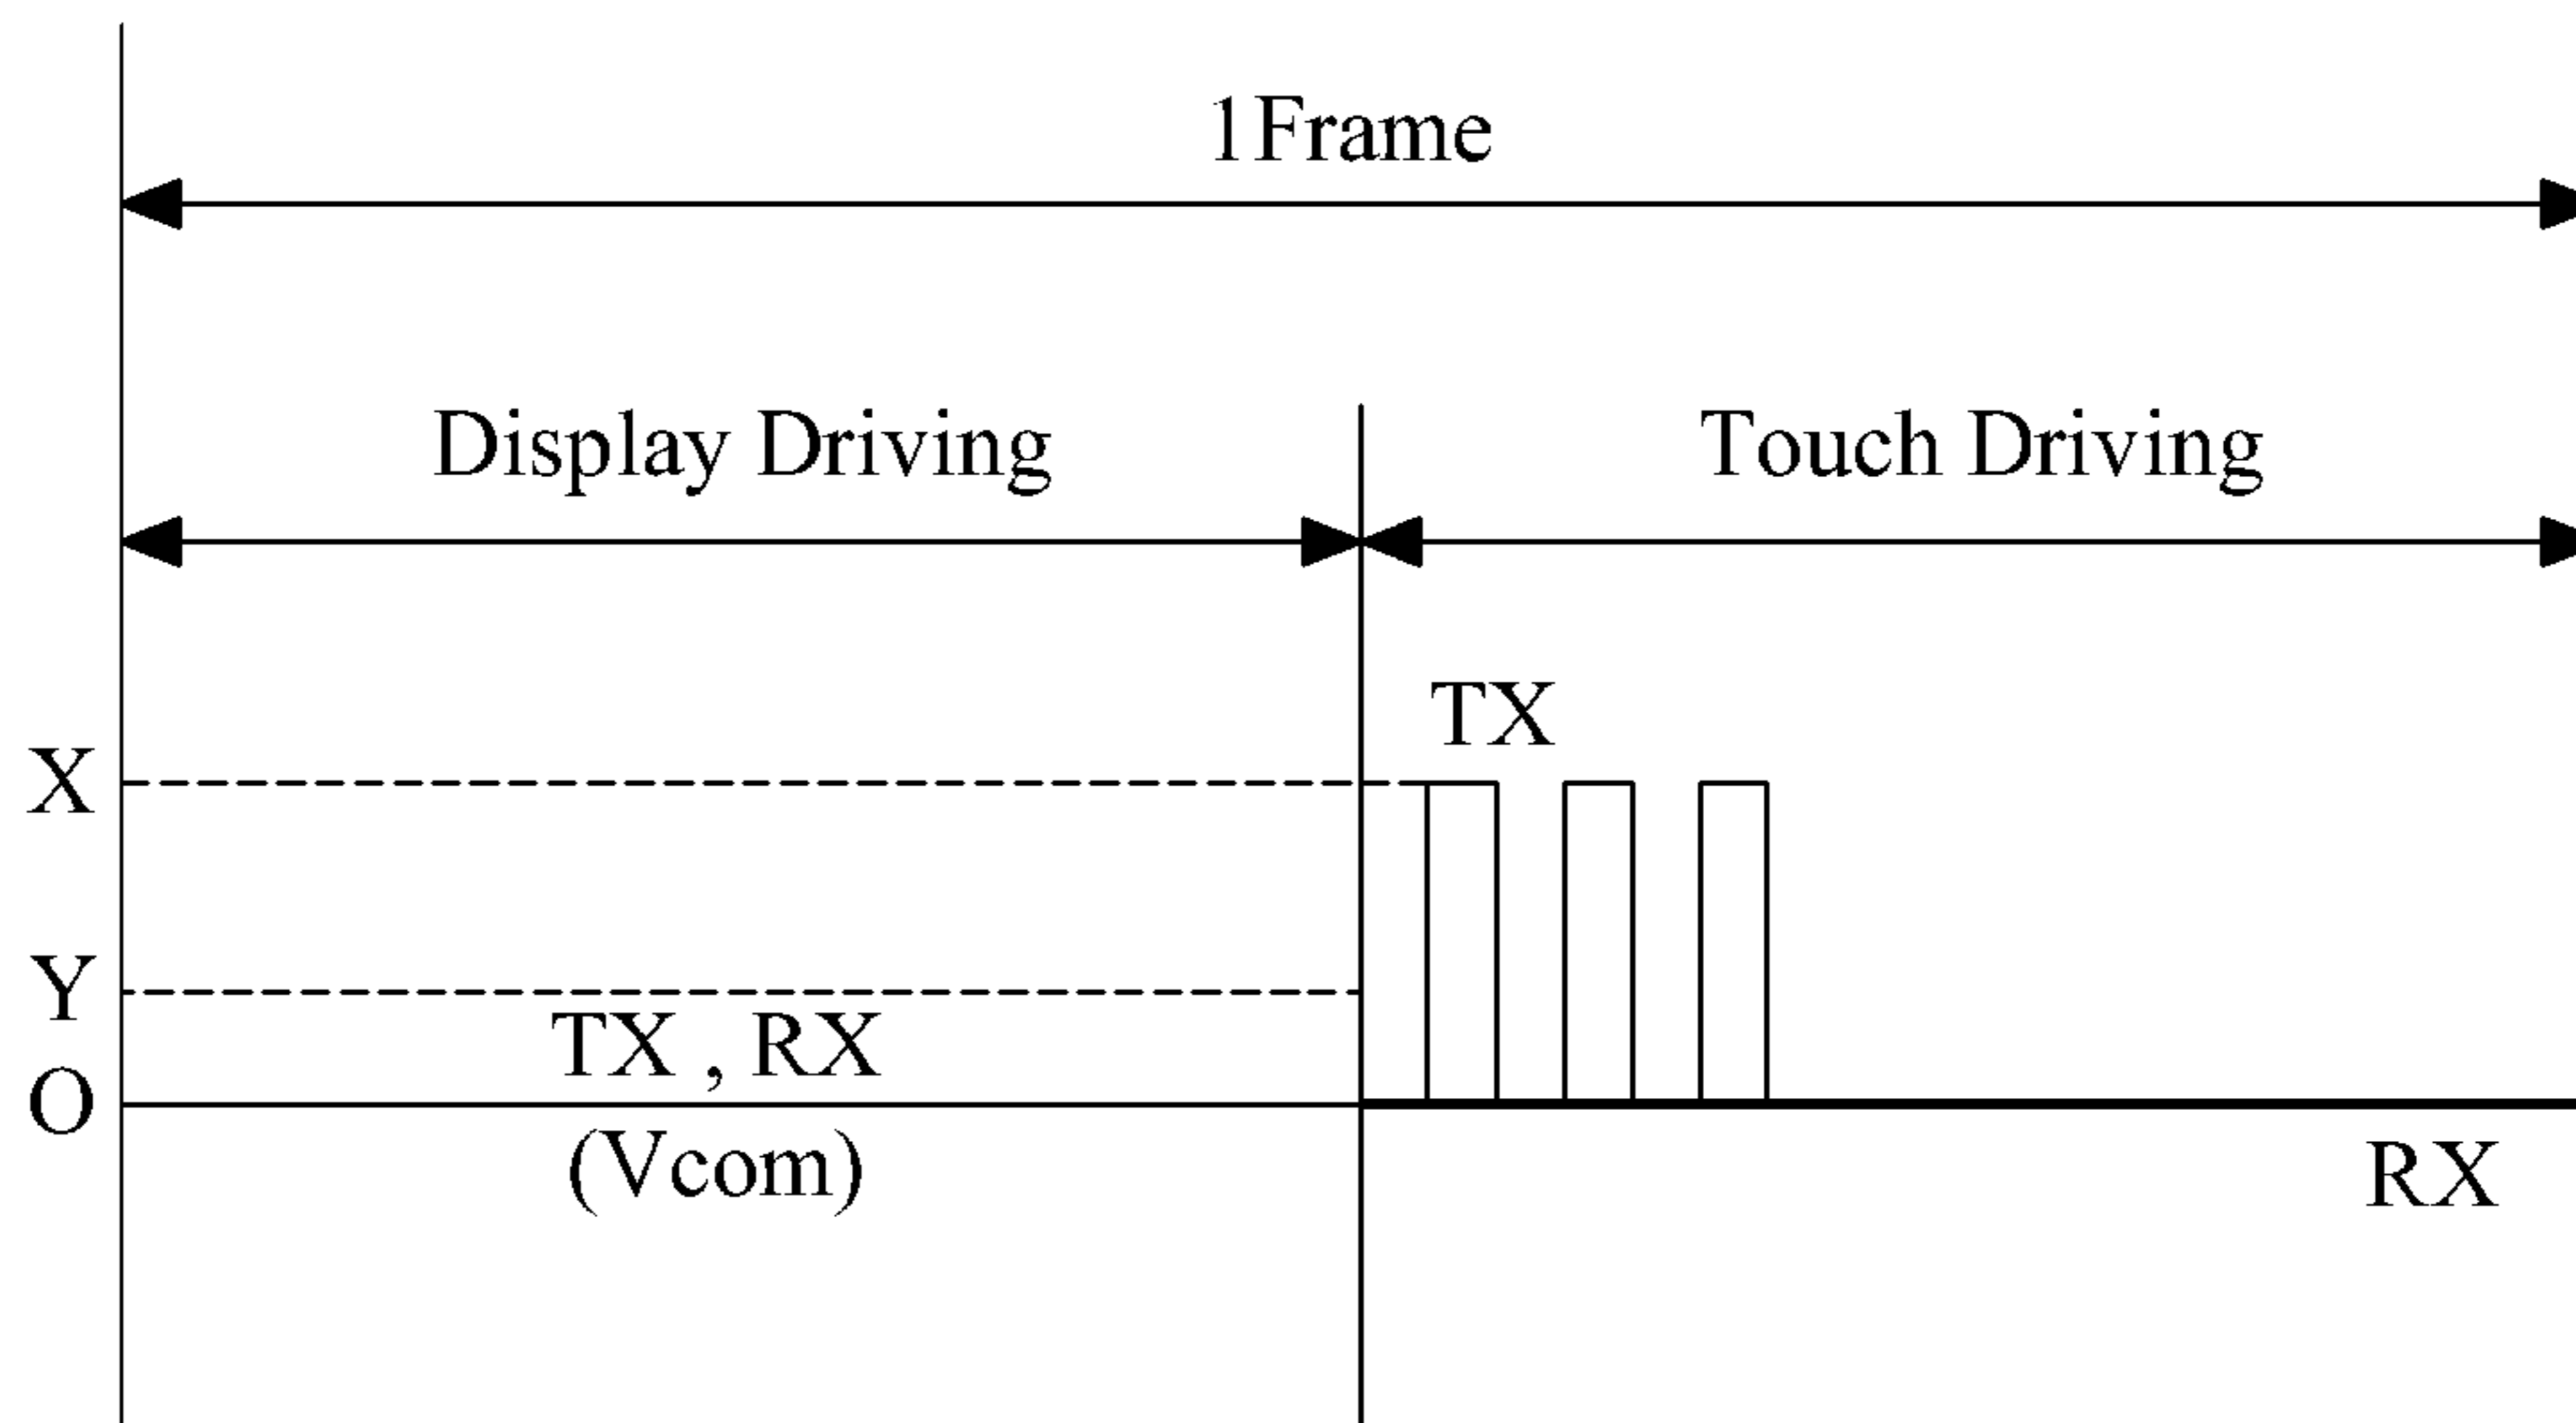 1Frame
Display Driving
Touch Driving
TX
X
Y
TX , RX
O
(Vcom)
RX